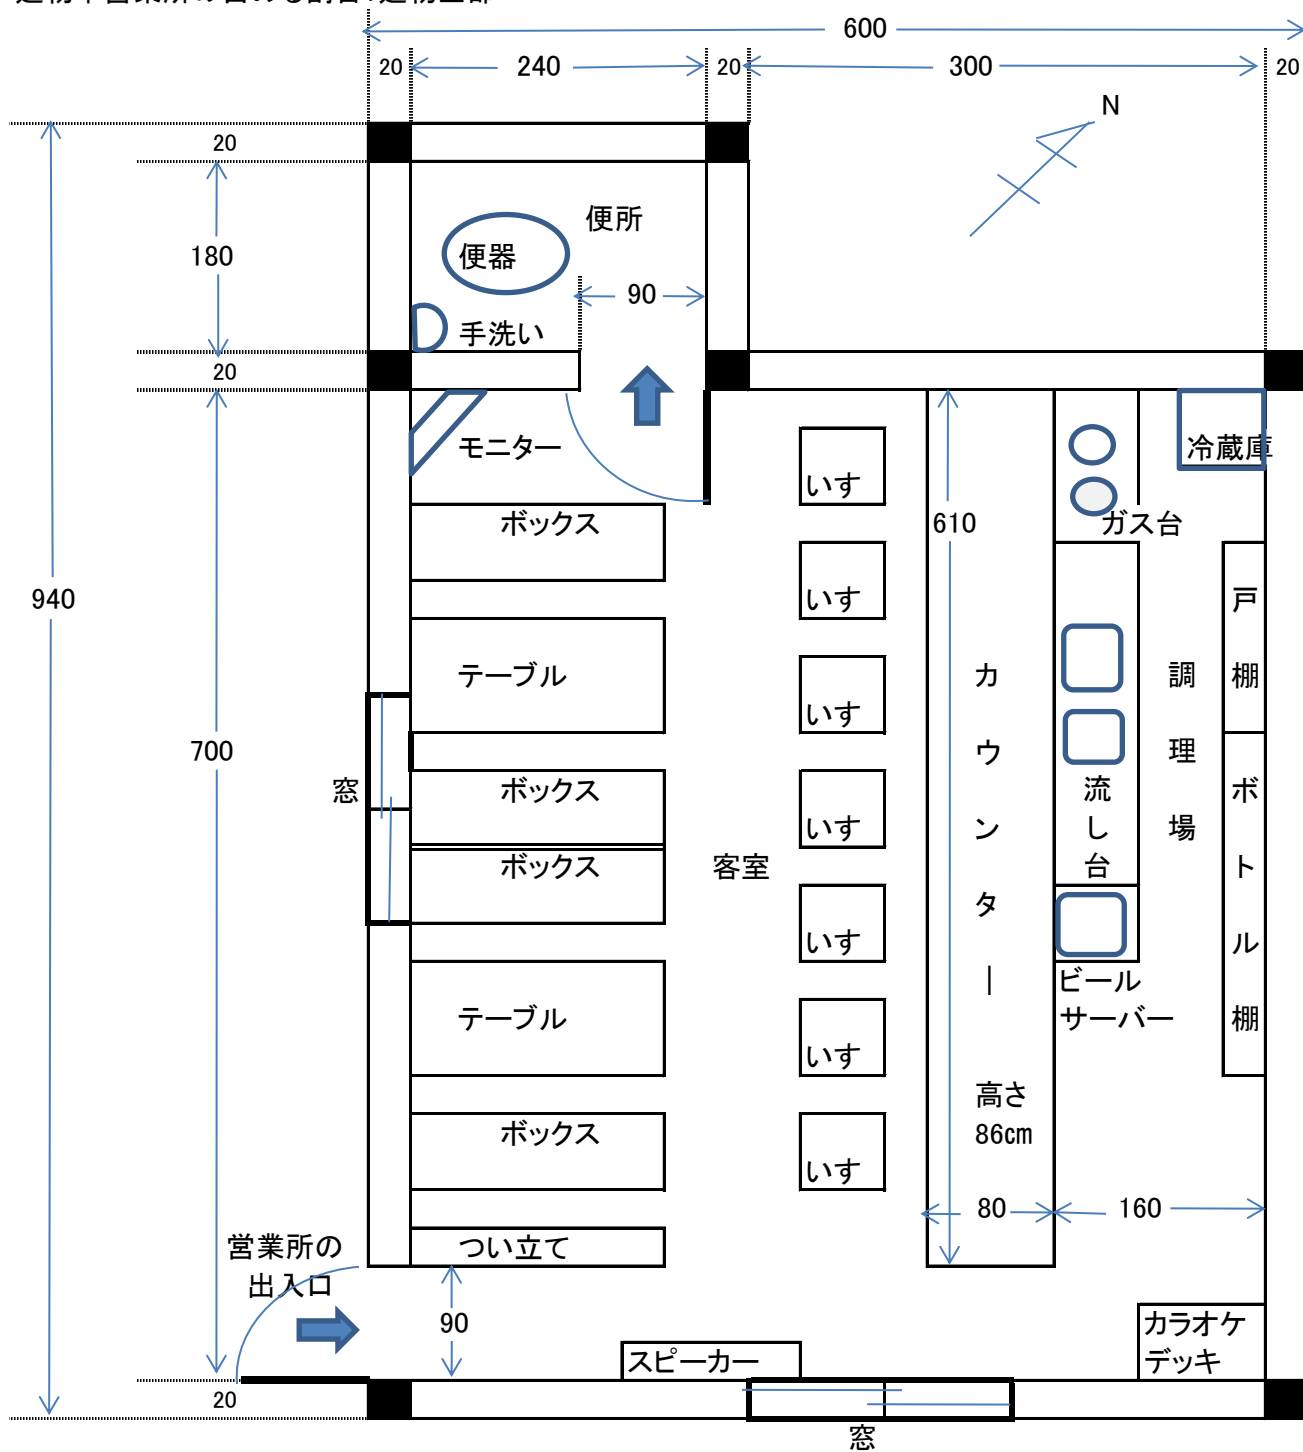 600
20
240
20
300
20
N
20
便所
180
便器
90
手洗い
20
モニター
冷蔵庫
いす
ボックス
610
ガス台
いす
940
戸棚
テーブル
カウンター
調理場
いす
700
窓
ボックス
流し台
ボトル棚
いす
ボックス
客室
いす
ビール
サーバー
テーブル
いす
高さ
86㎝
ボックス
いす
80
160
営業所の
出入口
つい立て
90
カラオケ
デッキ
スピーカー
20
窓